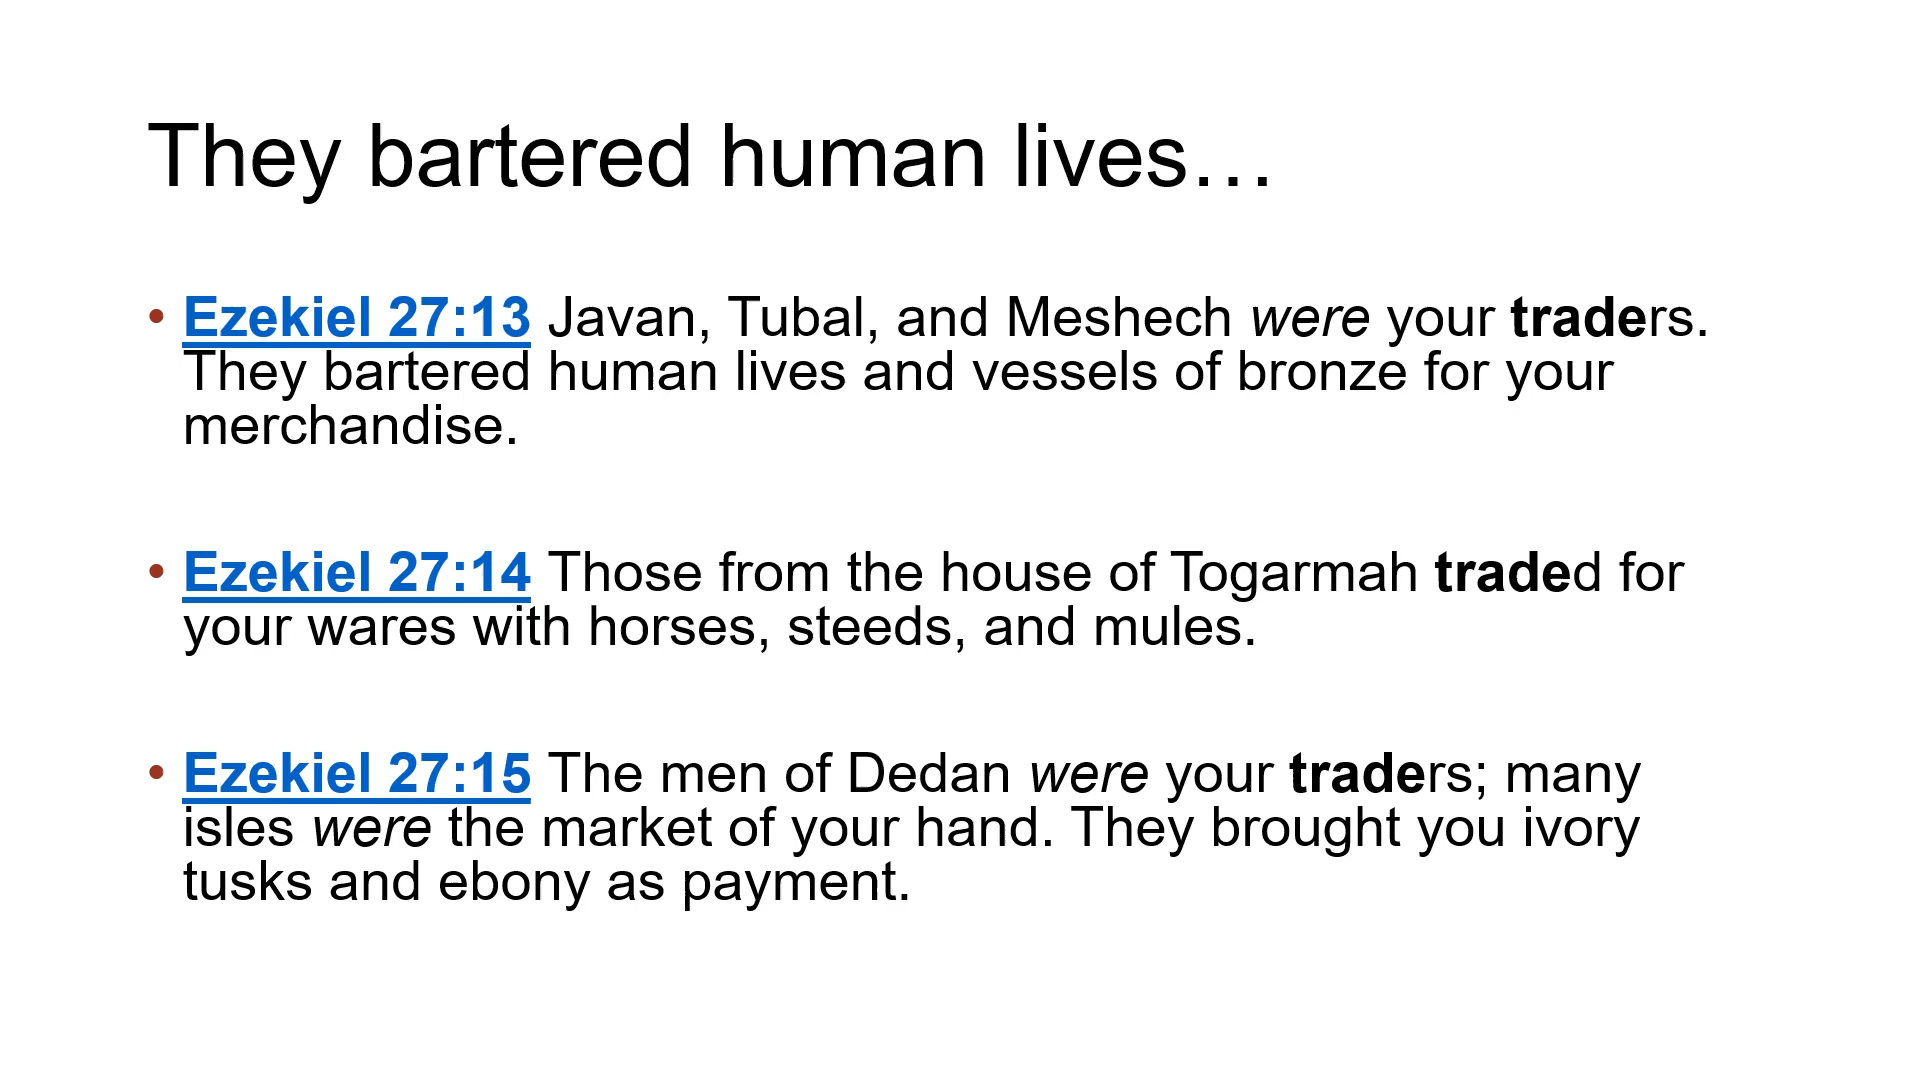 They bartered human lives…
• Ezekiel 27:13 Javan, Tubal, and Meshech were your traders.
They bartered human lives and vessels of bronze for your
merchandise.
• Ezekiel 27:14 Those from the house of Togarmah traded for
your wares with horses, steeds, and mules.
• Ezekiel 27:15 The men of Dedan were your traders; many
isles were the market of your hand. They brought you ivory
tusks and ebony as payment.